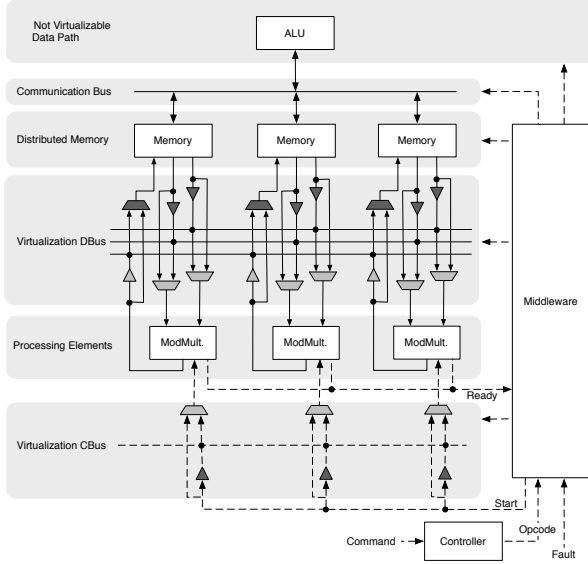 Not Virtualizable
Data Path
ALU
Communication Bus
Distributed Memory
Memory
Memory
Memory
Virtualization DBus
Middleware
Processing Elements
ModMult.
ModMult.
ModMult.
Ready
Virtualization CBus
Start
Opcode
Command
Controller
Fault